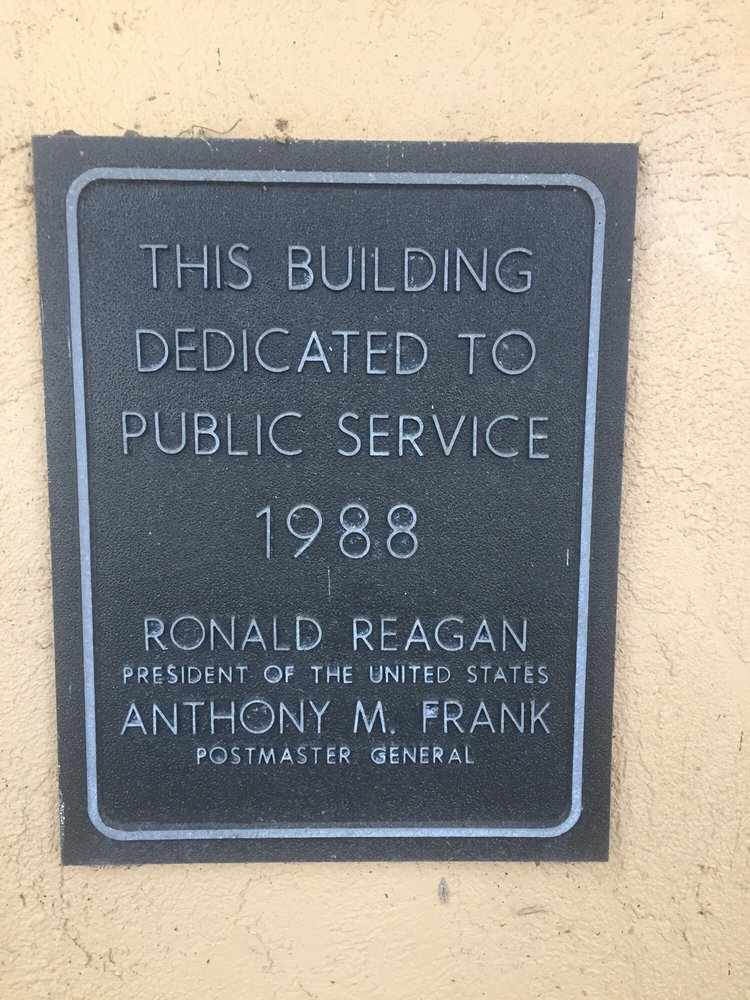 THIS BUILDING
DEDICATED TO
PUBLIC SERVICE
1988
RONALD REAGAN
PRESIDENT OF THE UNITED STATES
ANTHONY M. FRANK
POSTMASTER GENERAL